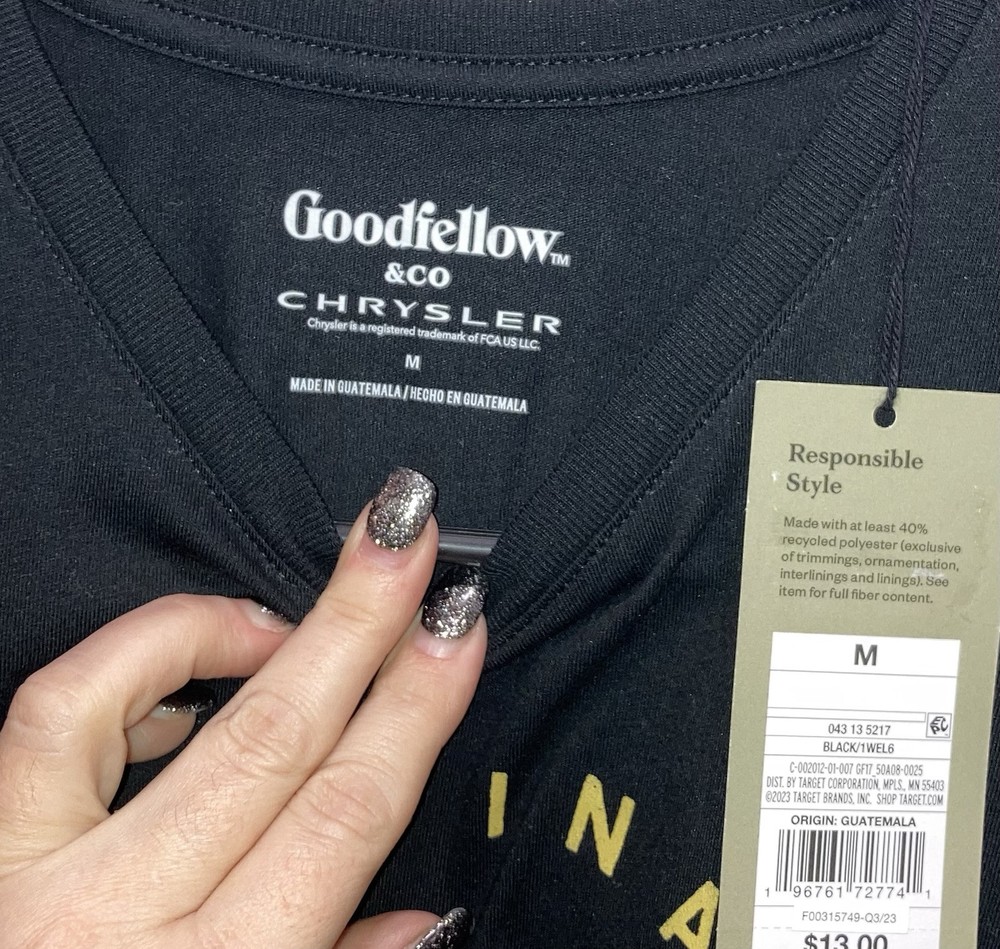 Goodfellow™
&CO
CHRYSLER
Chrysler is a registered trademark of FCA US LLC.
M
MADE IN GUATEMALA / HECHO EN GUATEMALA
I N A
Responsible
Style
Made with at least 40%
recycled polyester (exclusive
of trimmings, ornamentation,
interlinings and linings). See
item for full fiber content.
M
043 13 5217
BLACK/1WEL6
C-002012-01-007 GF17_50A08-0025
DIST. BY TARGET CORPORATION, MPLS., MN 55403
©2023 TARGET BRANDS, INC. SHOP TARGET.COM
ORIGIN: GUATEMALA
1 96761 72774 1
F00315749-Q3/23
$13.00